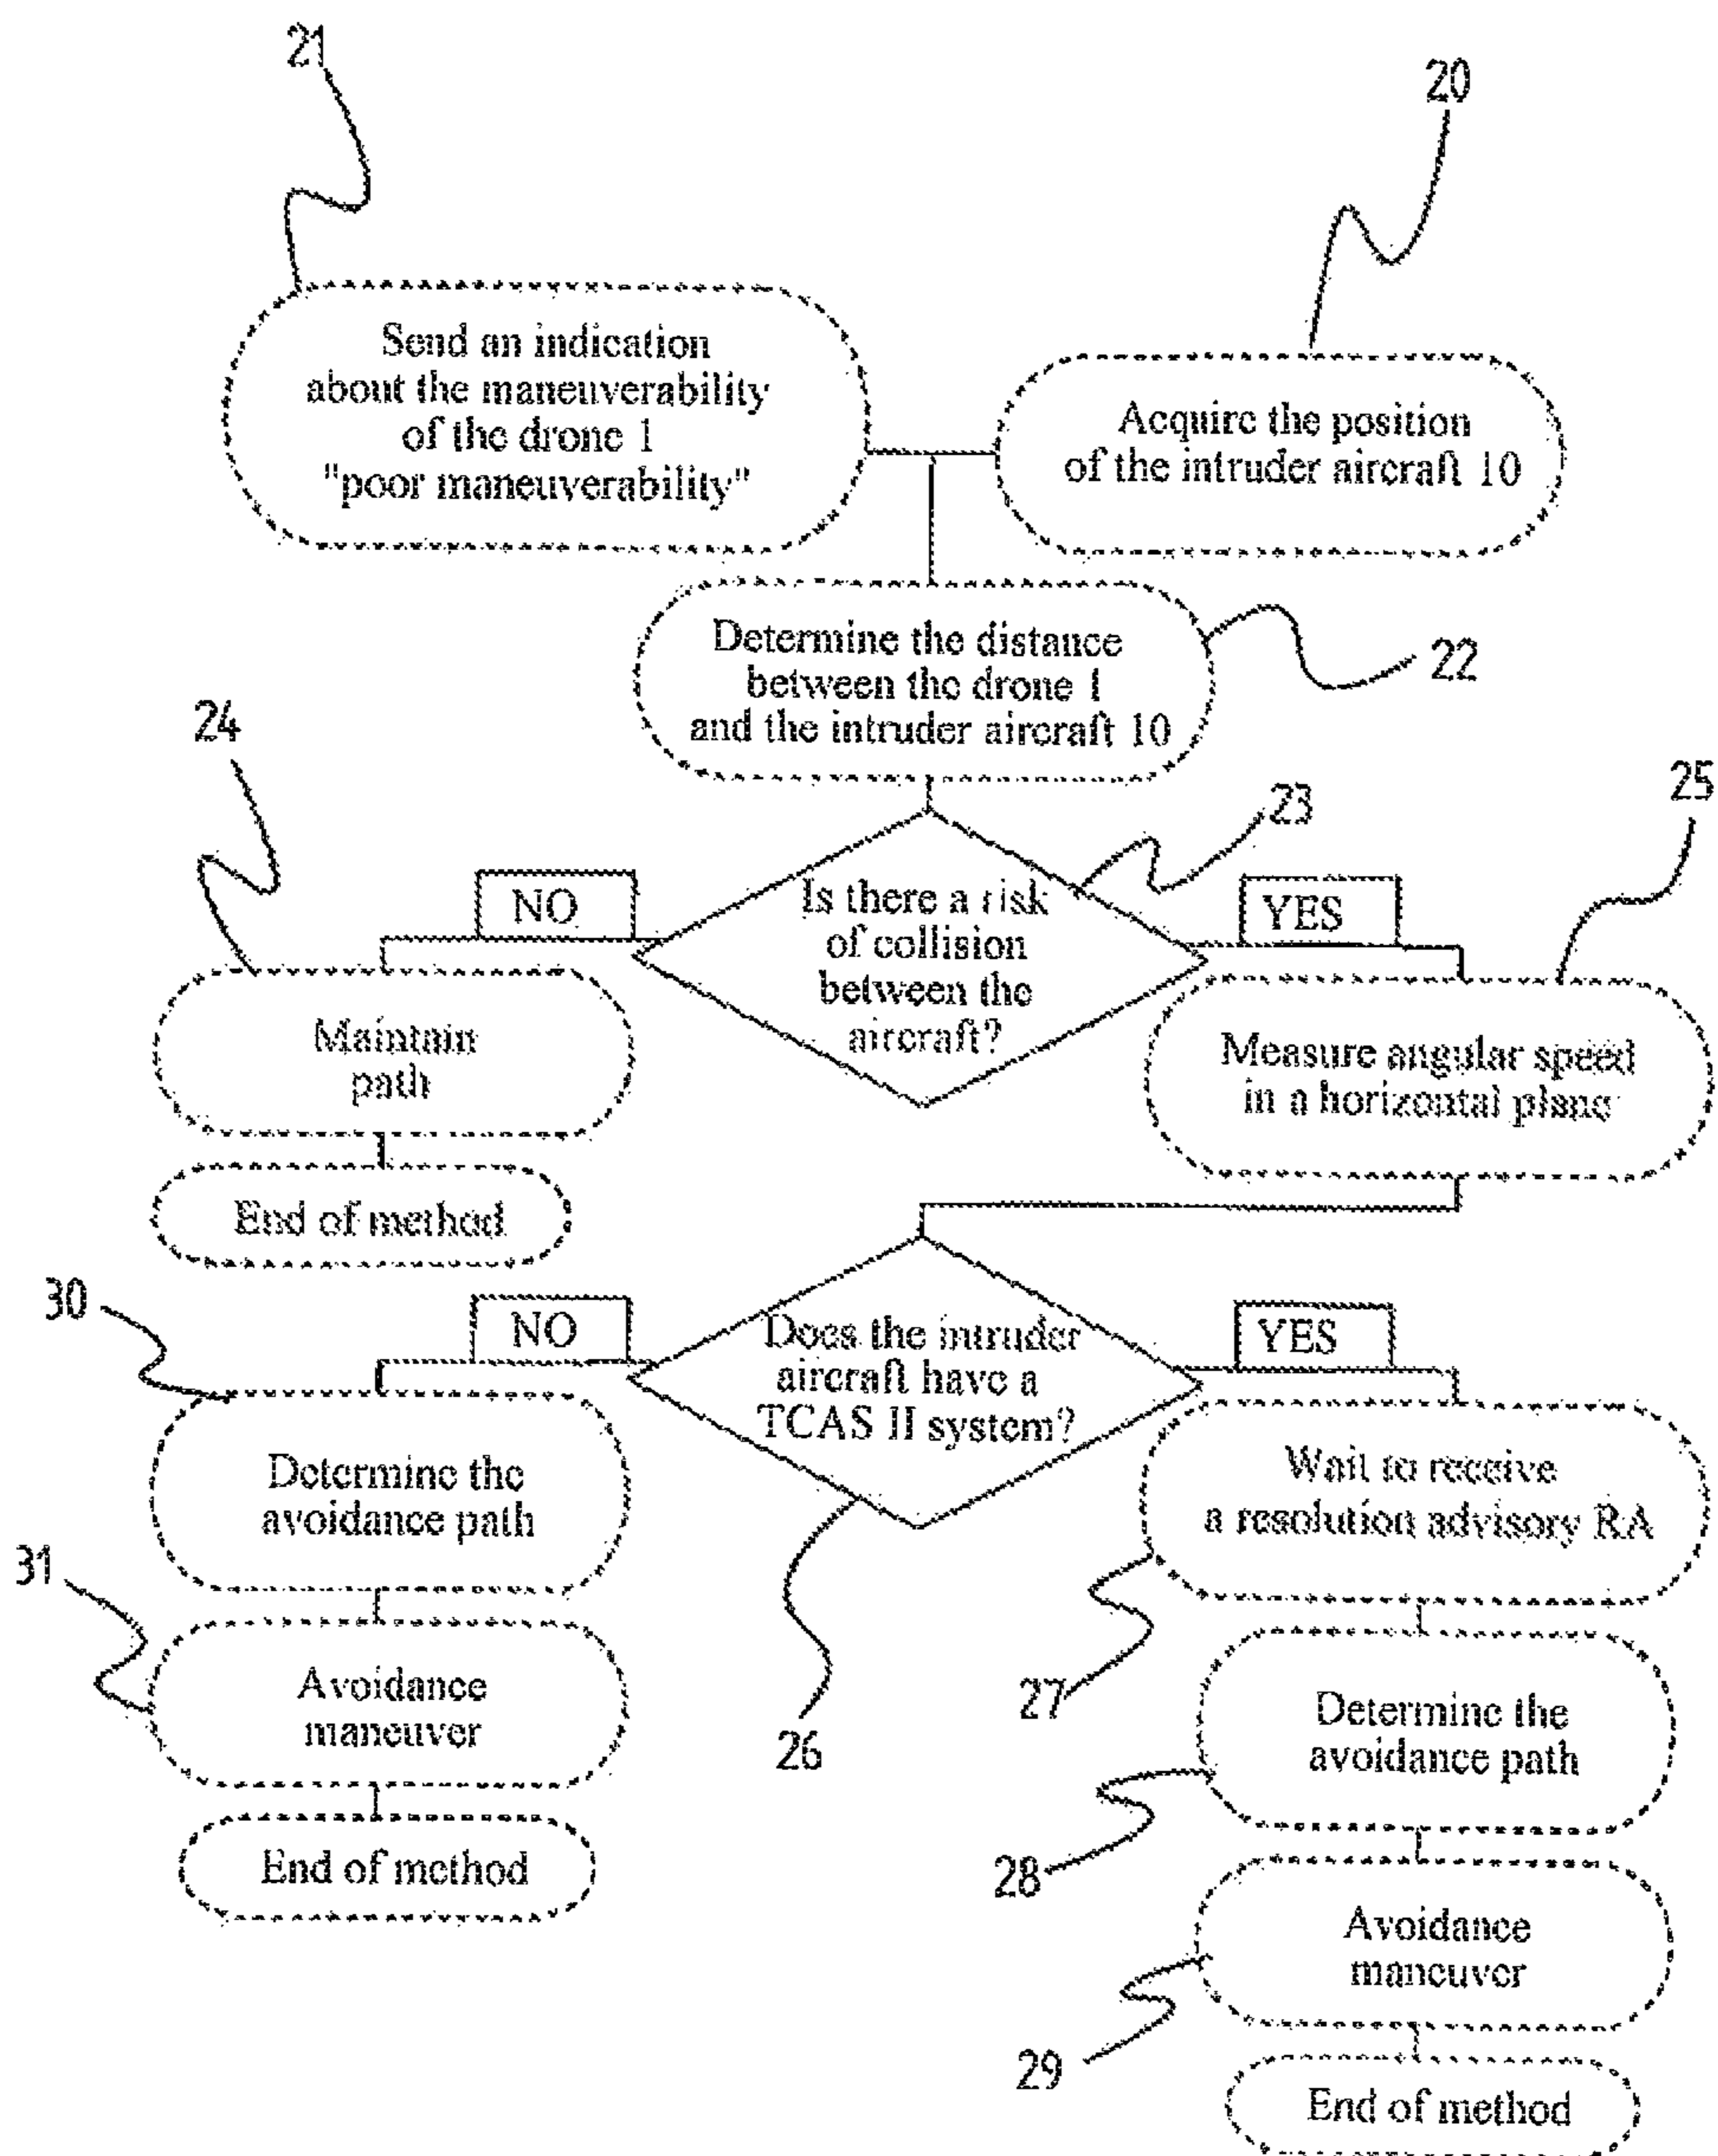 21
20
Send an indication
about the maneuverability
of the drone 1
"poor maneuverability"
Acquire the position
of the intruder aircraft 10
Determine the distance
between the drone 1
and the intruder aircraft 10
22
24
23
25
NO
Is there a risk
of collision
between the
aircraft?
YES
Maintain
path
Measure angular speed
in a horizontal plane
End of method
30
NO
Does the intruder
aircraft have a
TCAS II system?
YES
Determine the
avoidance path
Wait to receive
a resolution advisory RA
31
Avoidance
maneuver
26
27
Determine the
avoidance path
End of method
28
Avoidance
maneuver
29
End of method